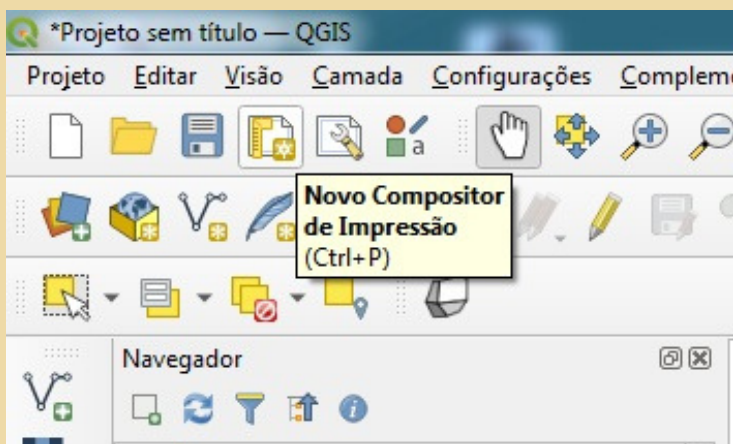 *Projeto sem título — QGIS
Projeto Editar Visão Camada Configurações Compleme
a
Novo Compositor
de Impressão
(Ctrl+P)
Navegador